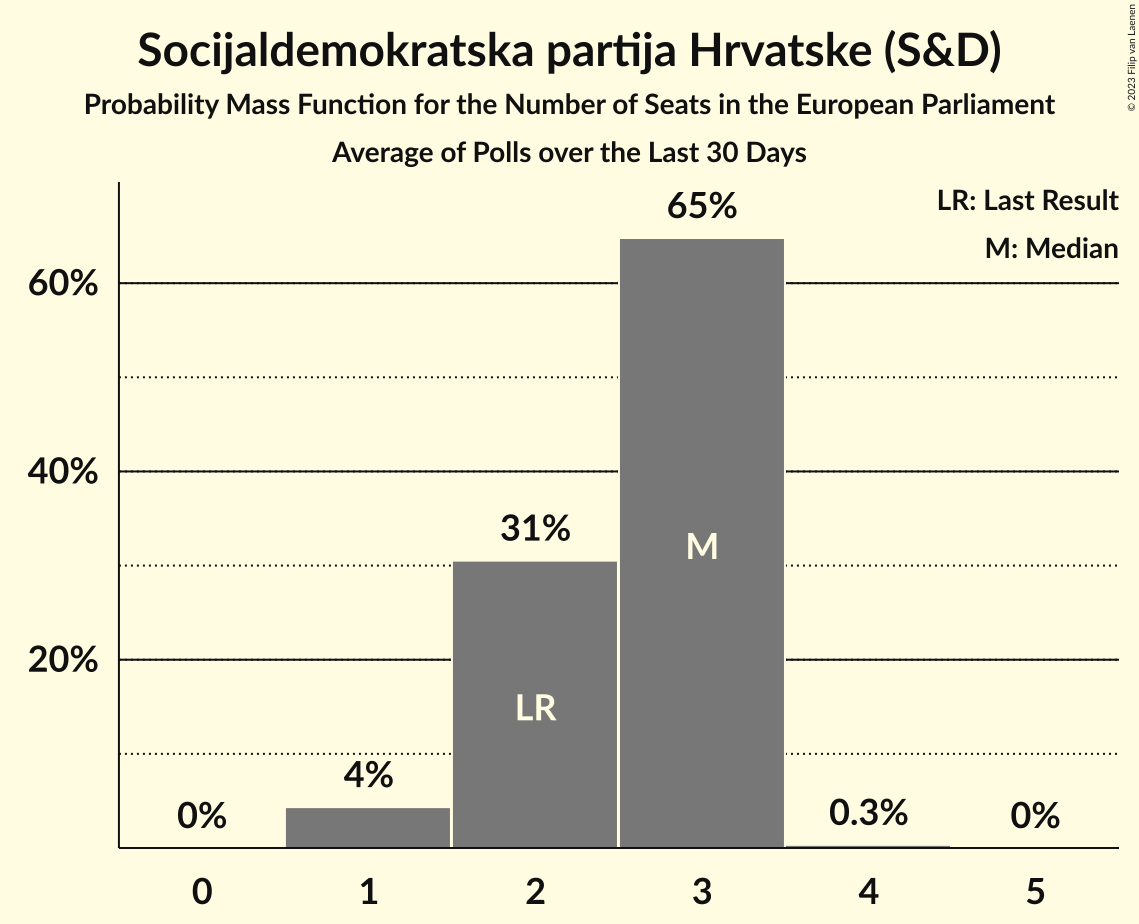 Socijaldemokratska partija Hrvatske (S&D)
Probability Mass Function for the Number of Seats in the European Parliament
Average of Polls over the Last 30 Days
© 2023 Filip van Laenen
LR: Last Result
M: Median
60%
40%
20%
0%
4%
31%
65%
0.3%
0%
LR
M
0 1 2 3 4 5